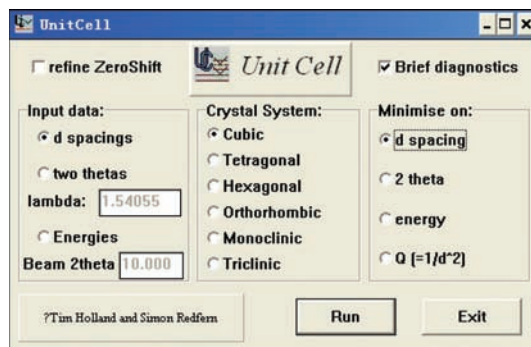 UnitCell
refine ZeroShift
Unit Cell
Brief diagnostics
Input data:
d spacings
two thetas
lambda: 1.54055
Energies
Beam 2theta 10.000
Crystal System:
Cubic
Tetragonal
Hexagonal
Orthorhombic
Monoclinic
Triclinic
Minimise on:
d spacing
2 theta
energy
Q (=1/d^2)
?Tim Holland and Simon Redfern
Run
Exit